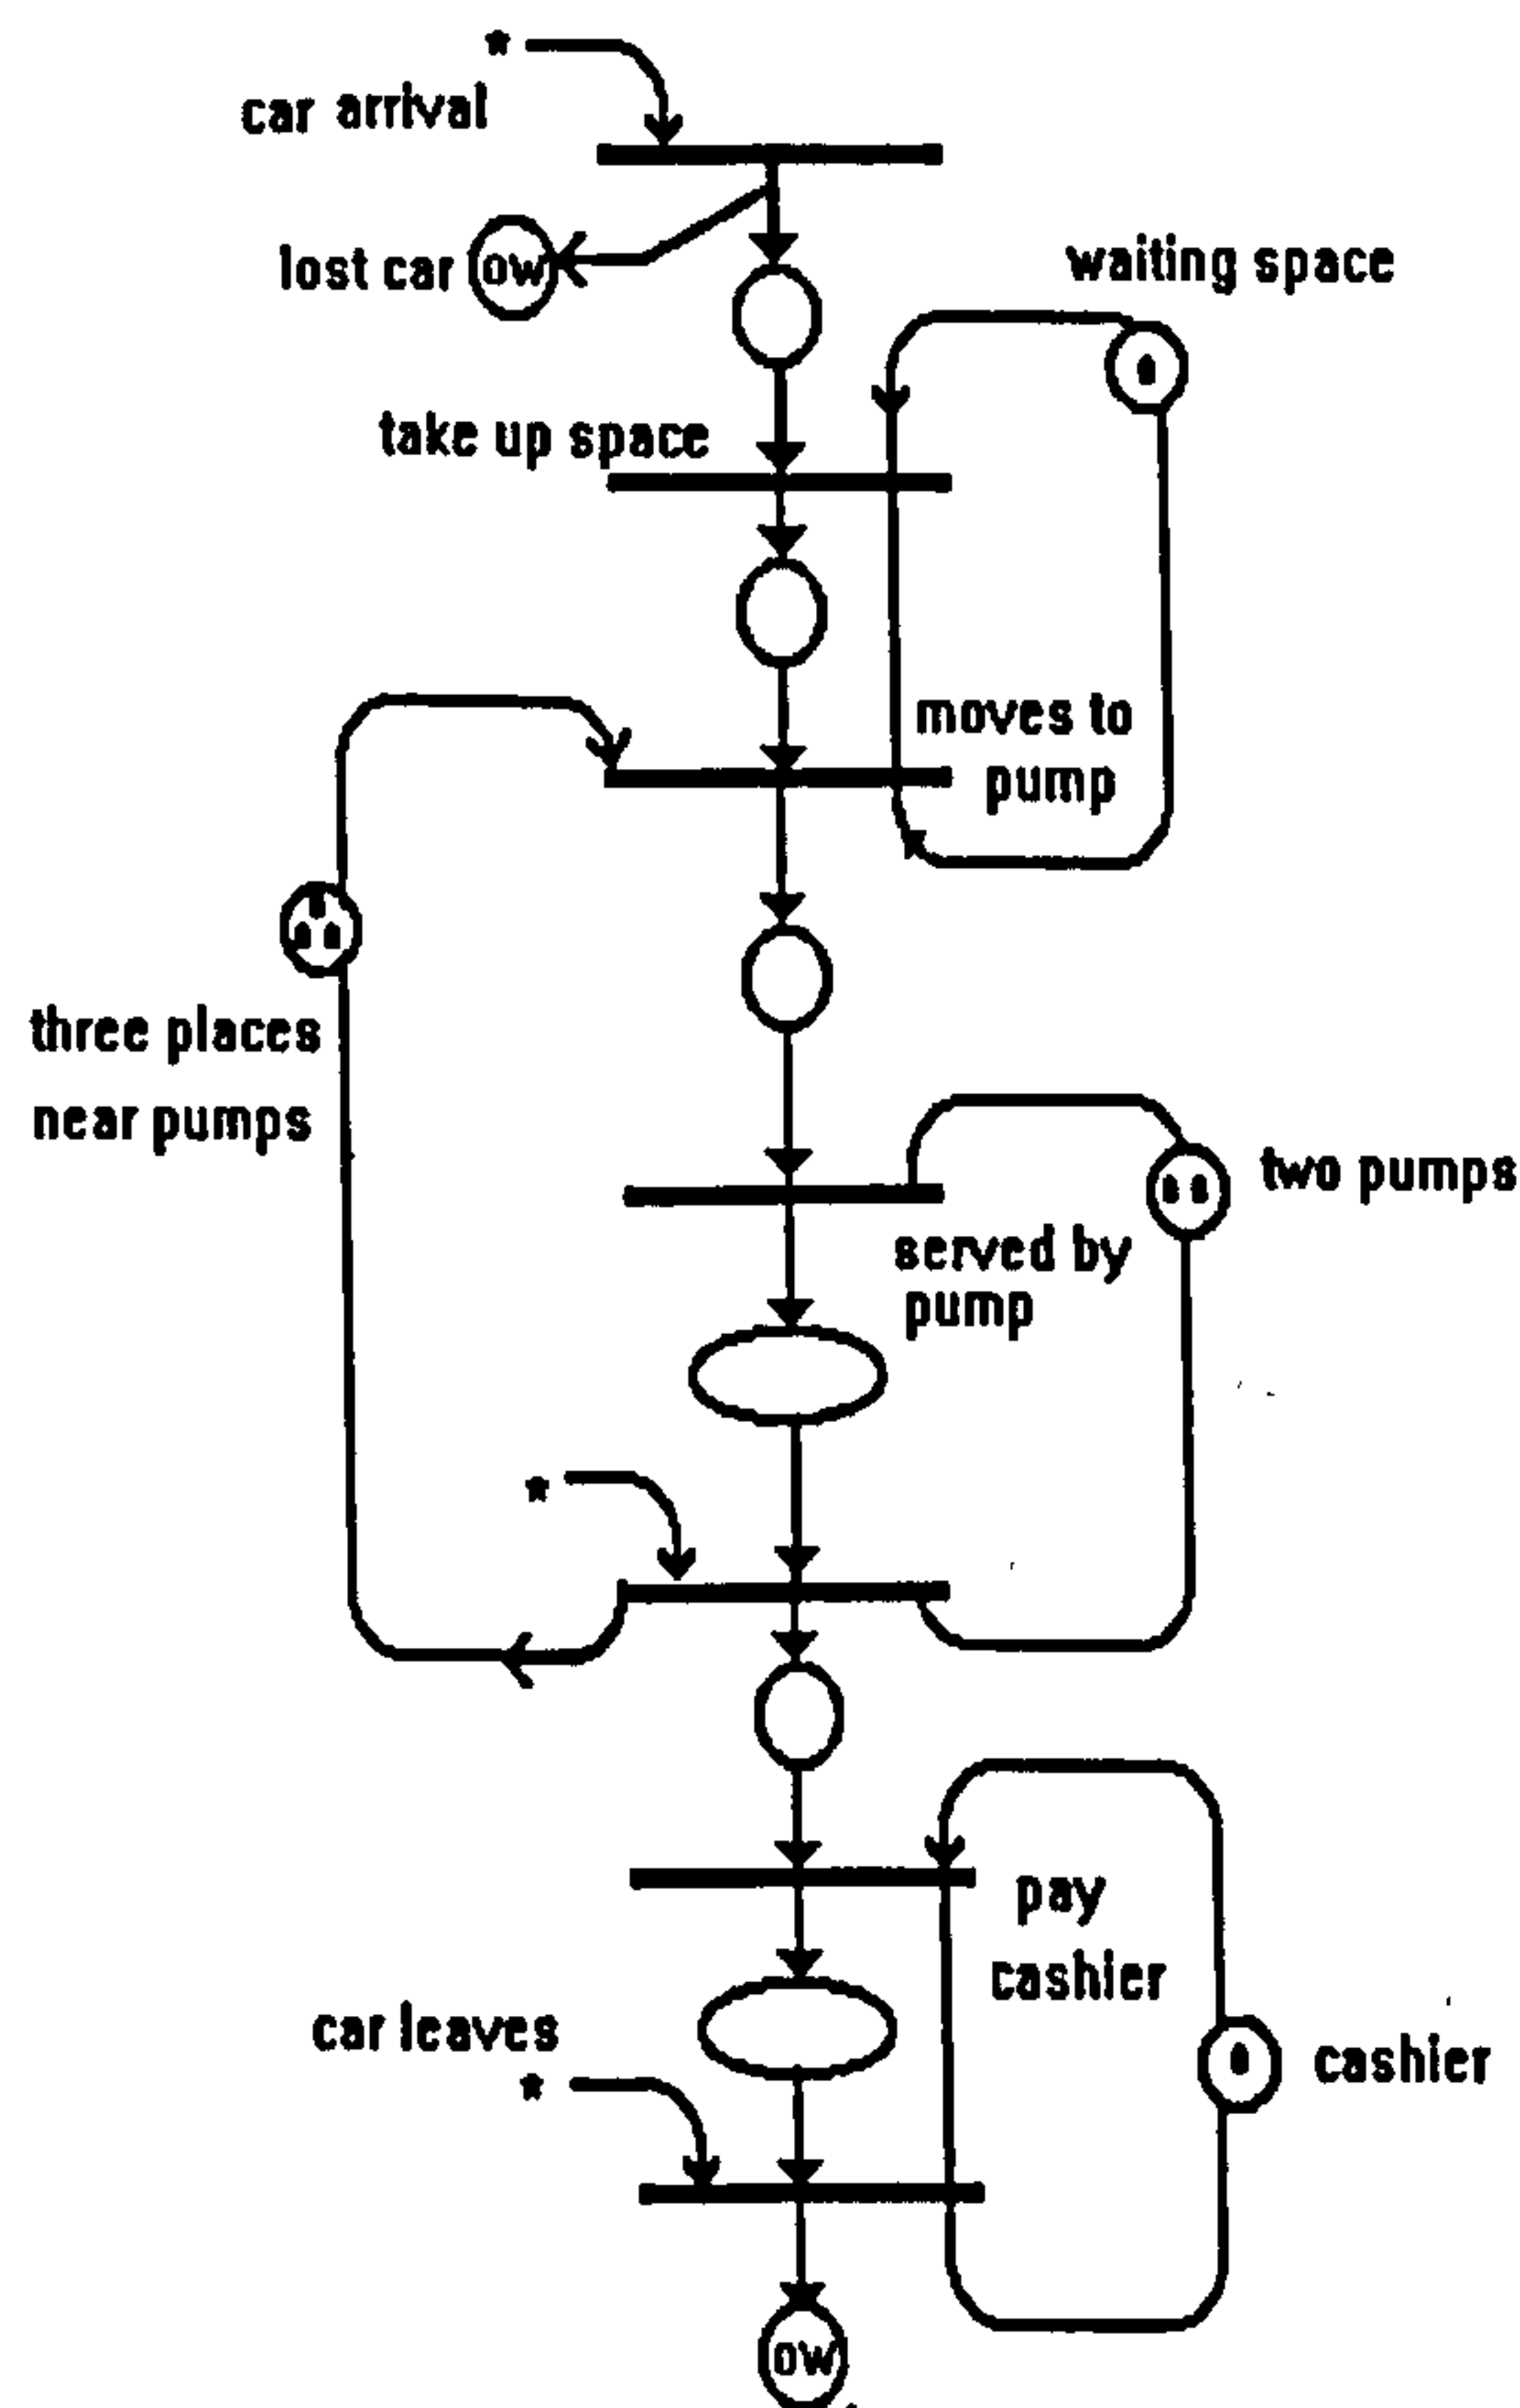 *
car arrival
lost car
ow
waiting space
take up space
moves to
pump
three places
near pumps
two pumps
served by
pump
*
pay
cashier
car leaves
*
cashier
ow